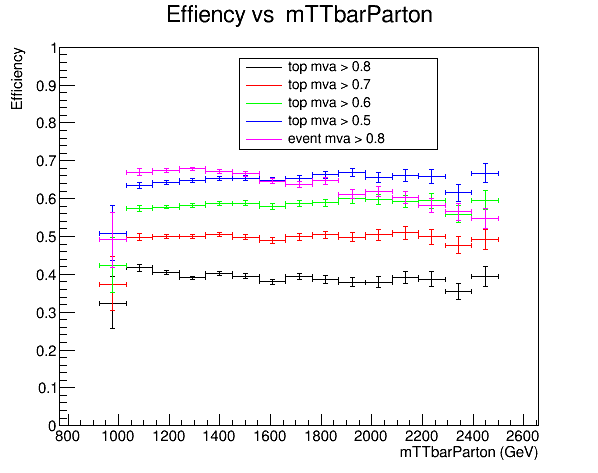 Effiency vs mTTbarParton
Efficiency
1
0.9
0.8
0.7
0.6
0.5
0.4
0.3
0.2
0.1
0
top mva > 0.8
top mva > 0.7
top mva > 0.6
top mva > 0.5
event mva > 0.8
800 1000 1200 1400 1600 1800 2000 2200 2400 2600
mTTbarParton (GeV)